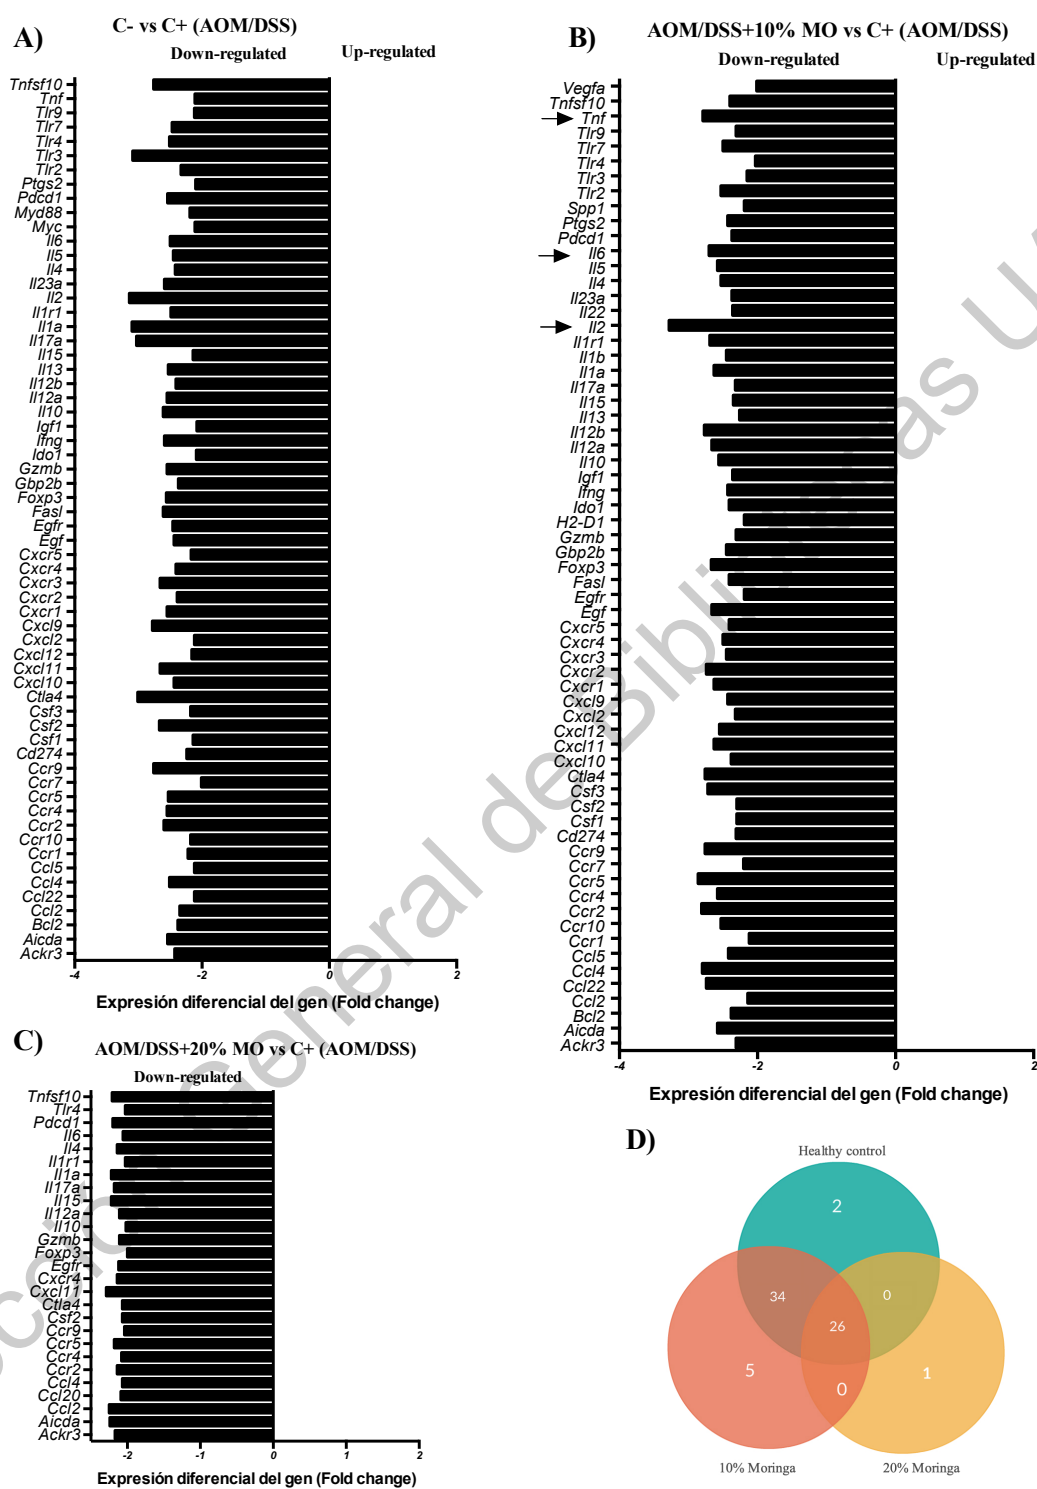 A)
C- vs C+ (AOM/DSS)
Down-regulated
Up-regulated
Tnfsf10
Tnf
Tlr9
Tlr7
Tlr4
Tlr3
Tlr2
Ptgs2
Pdcd1
Myd88
Myc
Il6
Il5
Il4
Il23a
Il2
Il1r1
Il1a
Il17a
Il15
Il13
Il12b
Il12a
Il10
Igf1
Ifng
Ido1
Gzmb
Gbp2b
Foxp3
Fasl
Egfr
Egf
Cxcr5
Cxcr4
Cxcr3
Cxcr2
Cxcr1
Cxcl9
Cxcl2
Cxcl12
Cxcl11
Cxcl10
Ctla4
Csf3
Csf2
Csf1
Cd274
Ccr9
Ccr7
Ccr5
Ccr4
Ccr2
Ccr10
Ccr1
Ccl5
Ccl4
Ccl22
Ccl2
Bcl2
Aicda
Ackr3
-4 -2 0 2
Expresión diferencial del gen (Fold change)
B)
AOM/DSS+10% MO vs C+ (AOM/DSS)
Down-regulated
Up-regulated
Vegfa
Tnfsf10
Tnf
Tlr9
Tlr7
Tlr4
Tlr3
Tlr2
Spp1
Ptgs2
Pdcd1
Il6
Il5
Il4
Il23a
Il22
Il2
Il1r1
Il1b
Il1a
Il17a
Il15
Il13
Il12b
Il12a
Il10
Igf1
Ifng
Ido1
H2-D1
Gzmb
Gbp2b
Foxp3
Fasl
Egfr
Egf
Cxcr5
Cxcr4
Cxcr3
Cxcr2
Cxcr1
Cxcl9
Cxcl2
Cxcl12
Cxcl11
Cxcl10
Ctla4
Csf3
Csf2
Csf1
Cd274
Ccr9
Ccr7
Ccr5
Ccr4
Ccr2
Ccr10
Ccr1
Ccl5
Ccl4
Ccl22
Ccl2
Bcl2
Aicda
Ackr3
-4 -2 0 2
Expresión diferencial del gen (Fold change)
C)
AOM/DSS+20% MO vs C+ (AOM/DSS)
Down-regulated
Tnfsf10
Tlr4
Pdcd1
Il6
Il4
Il1r1
Il1a
Il17a
Il15
Il12a
Il10
Gzmb
Foxp3
Egfr
Cxcr4
Cxcl11
Ctla4
Csf2
Ccr9
Ccr5
Ccr4
Ccr2
Ccl4
Ccl20
Ccl2
Aicda
Ackr3
-2 -1 0 1 2
Expresión diferencial del gen (Fold change)
D)
Healthy control
2
34
0
26
5
0
1
10% Moringa
20% Moringa
General de